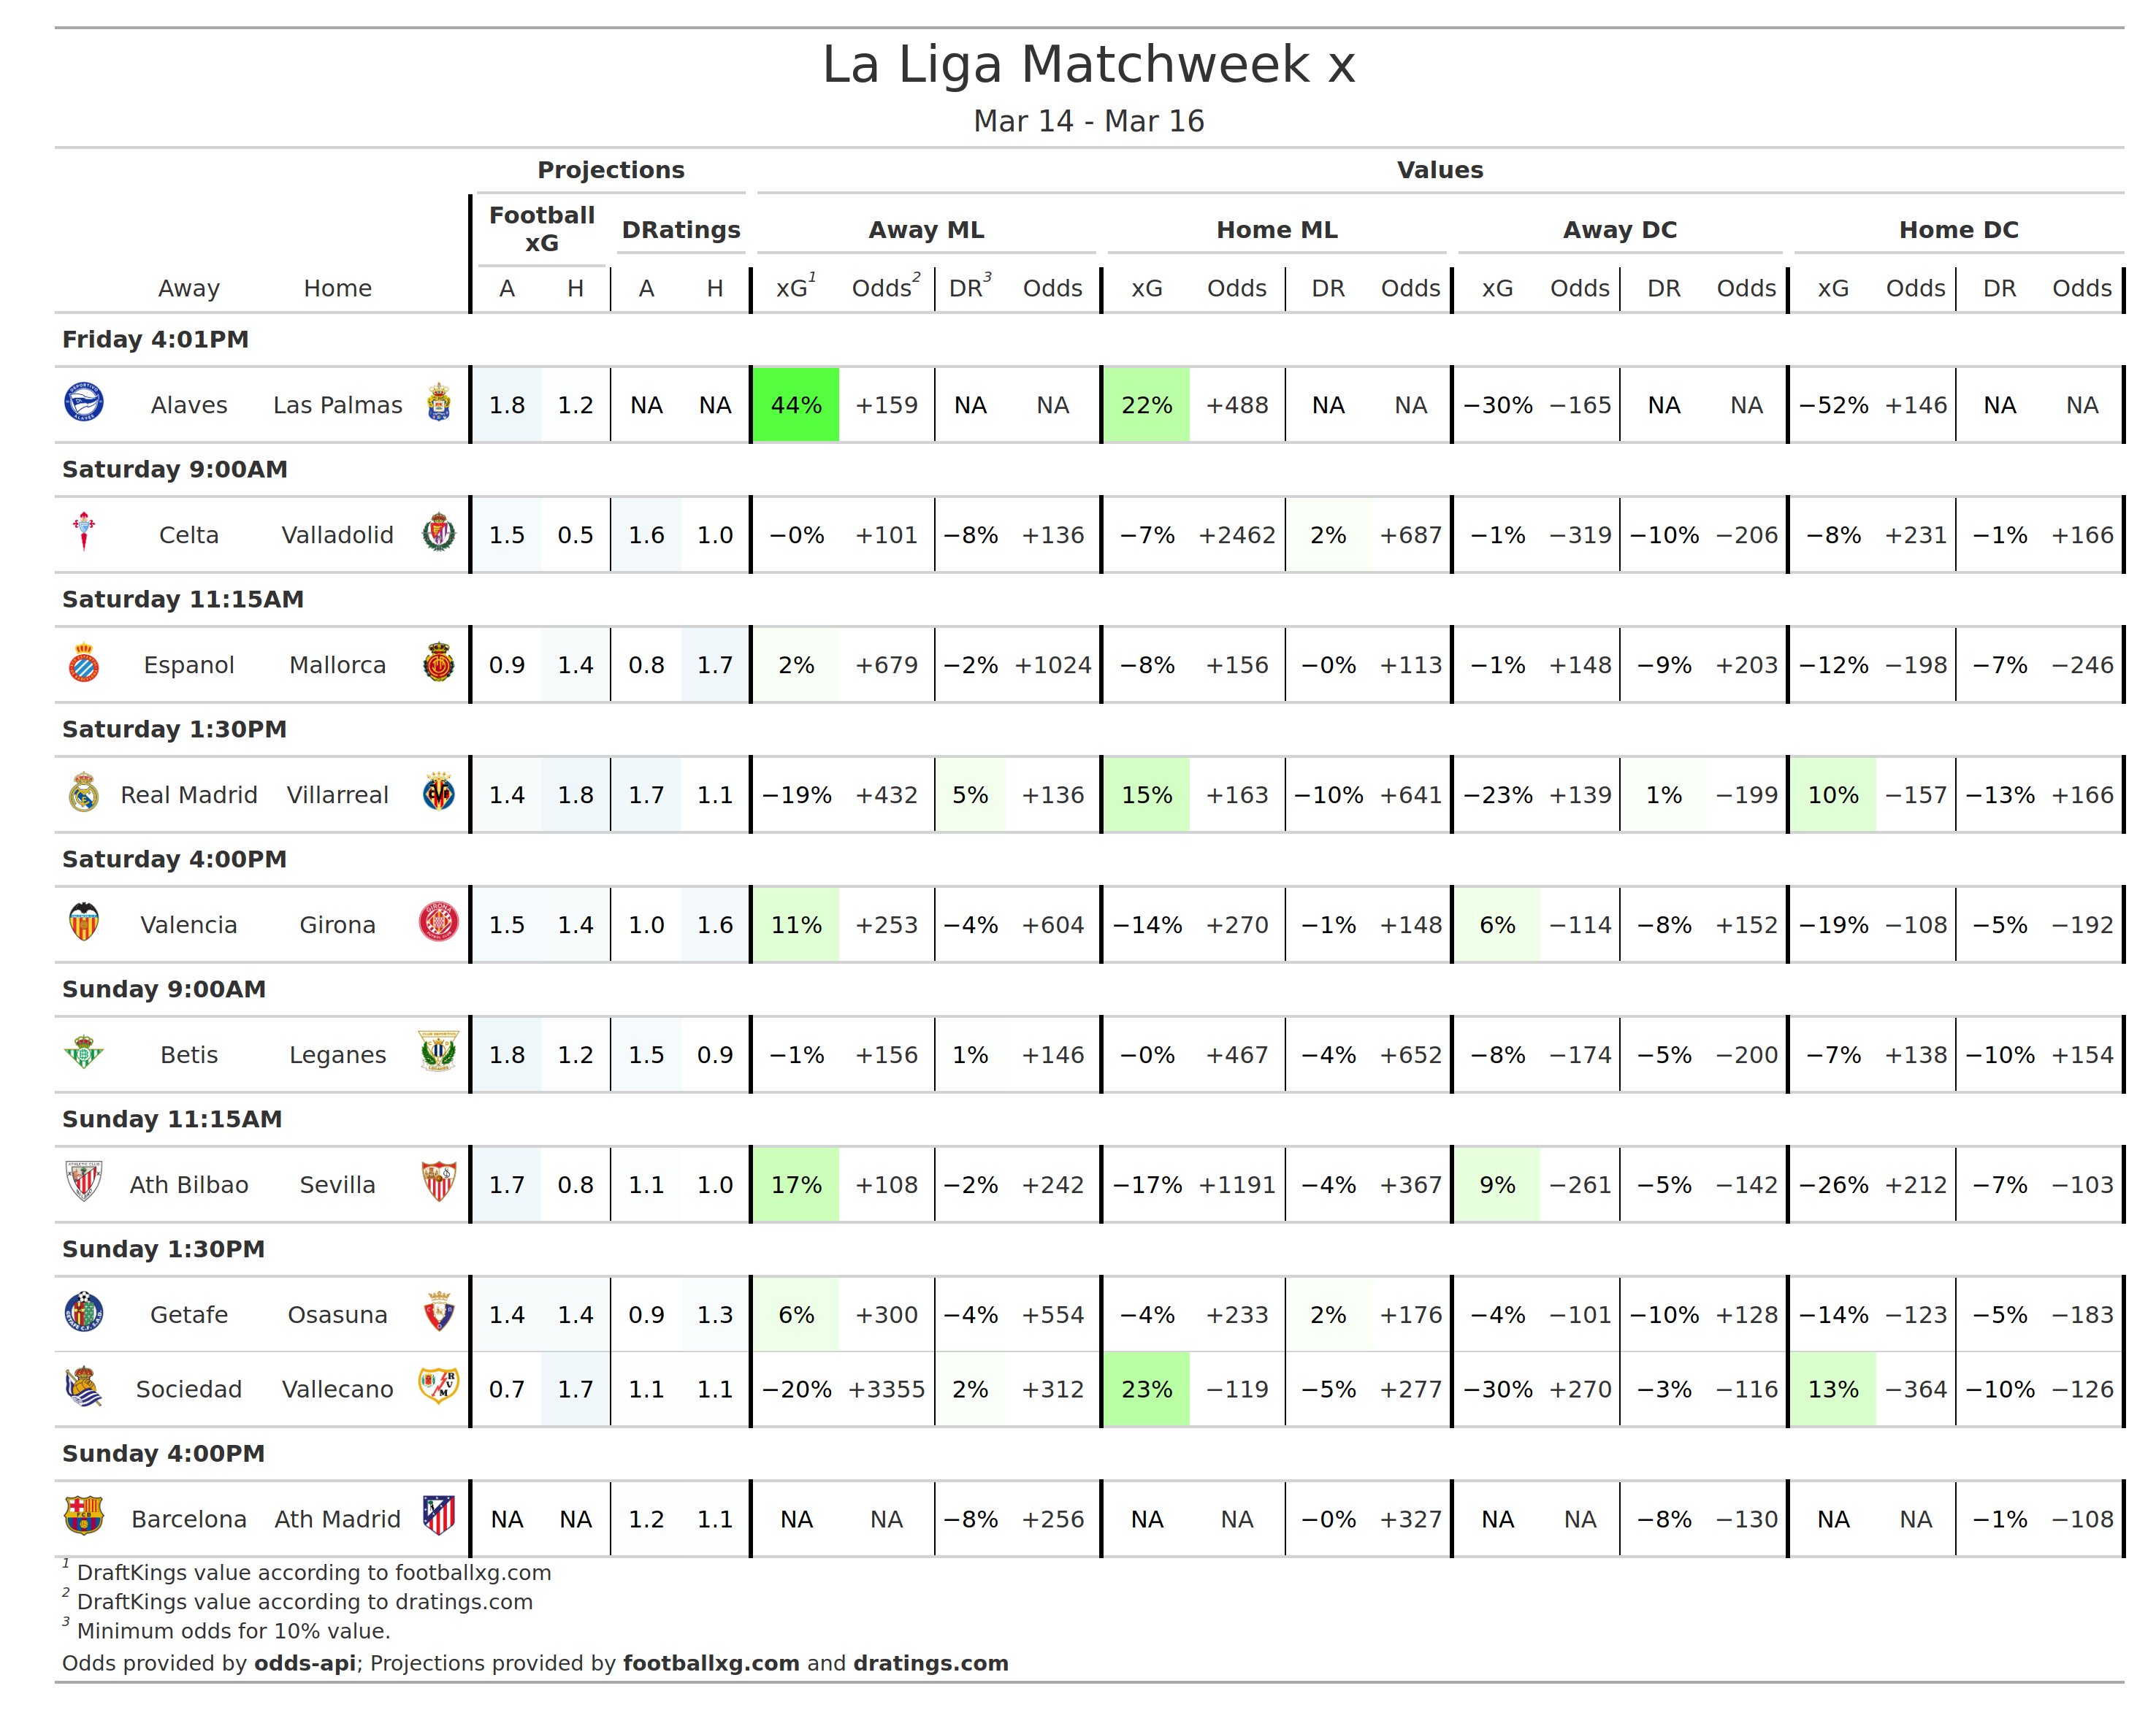 La Liga Matchweek x
Mar 14 - Mar 16
Projections Values
Football xG DRatings Away ML Home ML Away DC Home DC
Away Home A H A H xG1 Odds2 DR3 Odds xG Odds DR Odds xG Odds DR Odds xG Odds DR Odds
Friday 4:01PM
Alaves Las Palmas 1.8 1.2 NA NA 44% +159 NA NA 22% +488 NA NA −30% −165 NA NA −52% +146 NA NA
Saturday 9:00AM
Celta Valladolid 1.5 0.5 1.6 1.0 −0% +101 −8% +136 −7% +2462 2% +687 −1% −319 −10% −206 −8% +231 −1% +166
Saturday 11:15AM
Espanol Mallorca 0.9 1.4 0.8 1.7 2% +679 −2% +1024 −8% +156 −0% +113 −1% +148 −9% +203 −12% −198 −7% −246
Saturday 1:30PM
Real Madrid Villarreal 1.4 1.8 1.7 1.1 −19% +432 5% +136 15% +163 −10% +641 −23% +139 1% −199 10% −157 −13% +166
Saturday 4:00PM
Valencia Girona 1.5 1.4 1.0 1.6 11% +253 −4% +604 −14% +270 −1% +148 6% −114 −8% +152 −19% −108 −5% −192
Sunday 9:00AM
Betis Leganes 1.8 1.2 1.5 0.9 −1% +156 1% +146 −0% +467 −4% +652 −8% −174 −5% −200 −7% +138 −10% +154
Sunday 11:15AM
Ath Bilbao Sevilla 1.7 0.8 1.1 1.0 17% +108 −2% +242 −17% +1191 −4% +367 9% −261 −5% −142 −26% +212 −7% −103
Sunday 1:30PM
Getafe Osasuna 1.4 1.4 0.9 1.3 6% +300 −4% +554 −4% +233 2% +176 −4% −101 −10% +128 −14% −123 −5% −183
Sociedad Vallecano 0.7 1.7 1.1 1.1 −20% +3355 2% +312 23% −119 −5% +277 −30% +270 −3% −116 13% −364 −10% −126
Sunday 4:00PM
Barcelona Ath Madrid NA NA 1.2 1.1 NA NA −8% +256 NA NA −0% +327 NA NA −8% −130 NA NA −1% −108
1 DraftKings value according to footballxg.com
2 DraftKings value according to dratings.com
3 Minimum odds for 10% value.
Odds provided by odds-api; Projections provided by footballxg.com and dratings.com